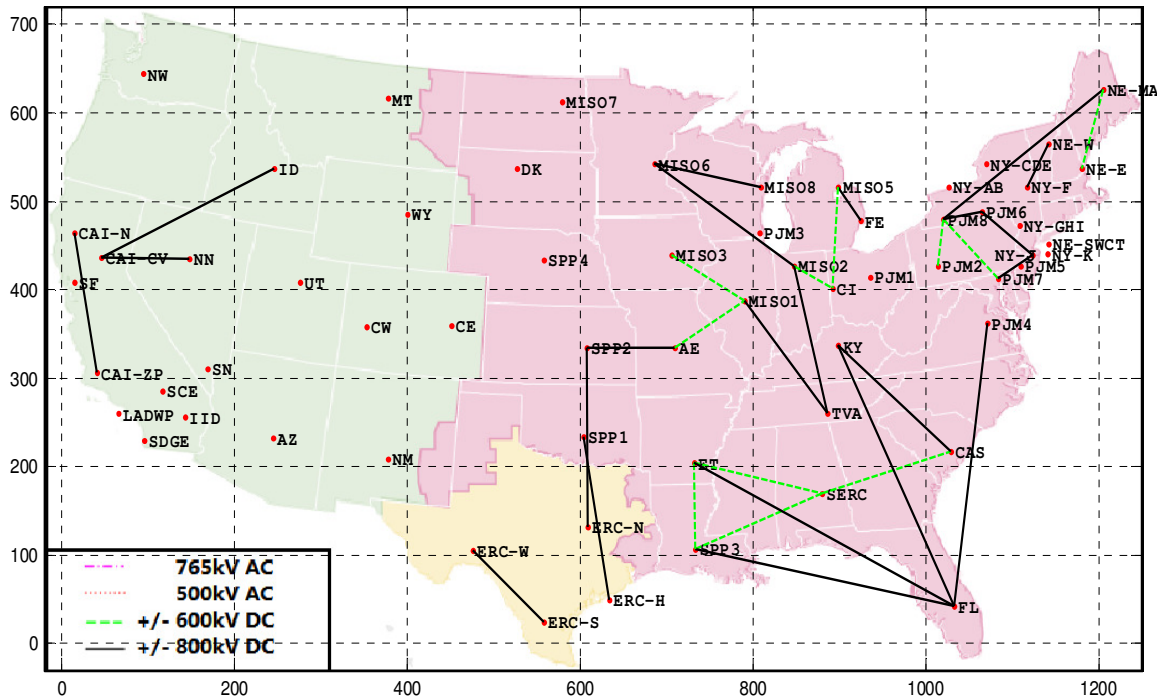 700
600
500
400
300
200
100
0
0
200
400
600
800
1000
1200
NW
MT
MISO7
NE-MA
NE-W
ID
DK
MISO6
MISO8
MISO5
NY-CDE
NE-E
NY-AB
NY-F
WY
FE
PJM8
PJM6
NY-GHI
CAI-N
PJM3
NE-SWCT
CAI-CV
NN
SPP4
MISO3
MISO2
PJM2
NY-J
NY-K
PJM5
SF
UT
CI
PJM1
PJM7
MISO1
CW
CE
PJM4
SPP2
AE
KY
CAI-ZP
SN
SCE
LADWP
IID
TVA
SDGE
AZ
SPP1
NM
CAS
ET
SERC
ERC-N
ERC-W
SPP3
ERC-H
FL
ERC-S
765kV AC
500kV AC
+/- 600kV DC
+/- 800kV DC